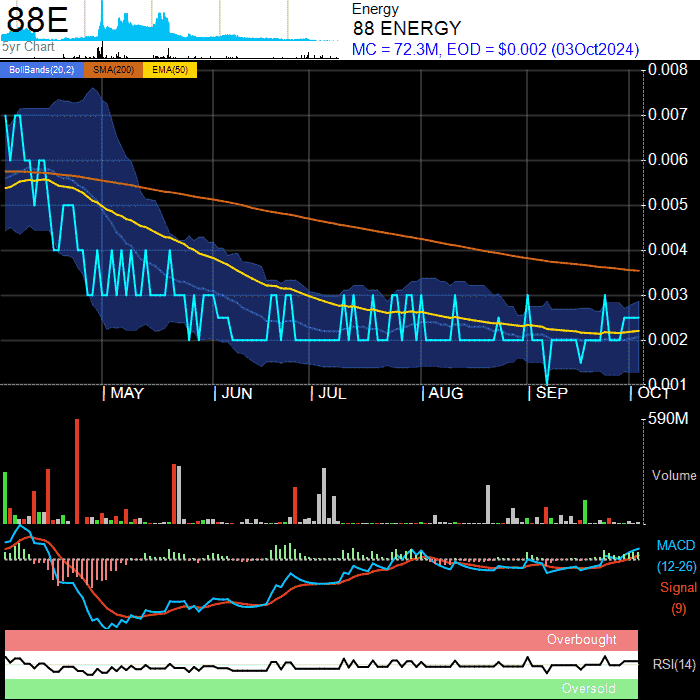 88E
5yr Chart
Energy
88 ENERGY
MC = 72.3M, EOD = $0.002 (03Oct2024)
BollBands(20,2) SMA(200) EMA(50)
0.008
0.007
0.006
0.005
0.004
0.003
0.002
0.001
MAY JUN JUL AUG SEP OCT
590M
Volume
MACD
(12-26)
Signal
(9)
Overbought
RSI(14)
Oversold